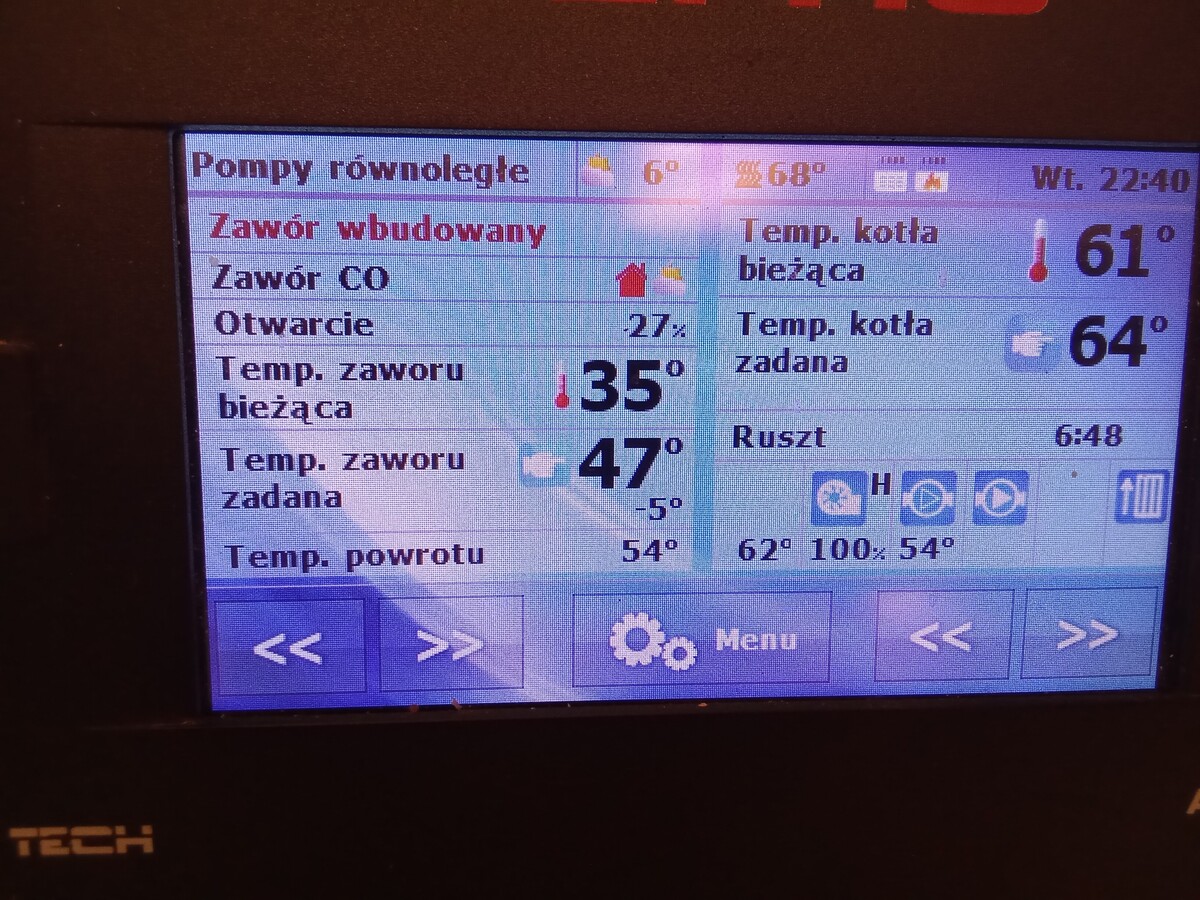 Pompy równoległe 6° 68° Wt. 22:40
Zawór wbudowany
Zawór CO
Otwarcie 27%
Temp. zaworu
bieżąca 35°
Temp. zaworu
zadana 47°
-5°
Temp. powrotu 54°
Temp. kotła
bieżąca 61°
Temp. kotła
zadana 64°
Ruszt 6:48
H
62° 100% 54°
<< >> Menu << >>
TECH